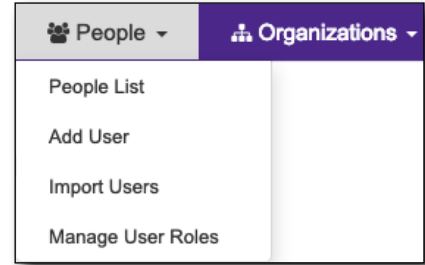 People Organizations
People List
Add User
Import Users
Manage User Roles